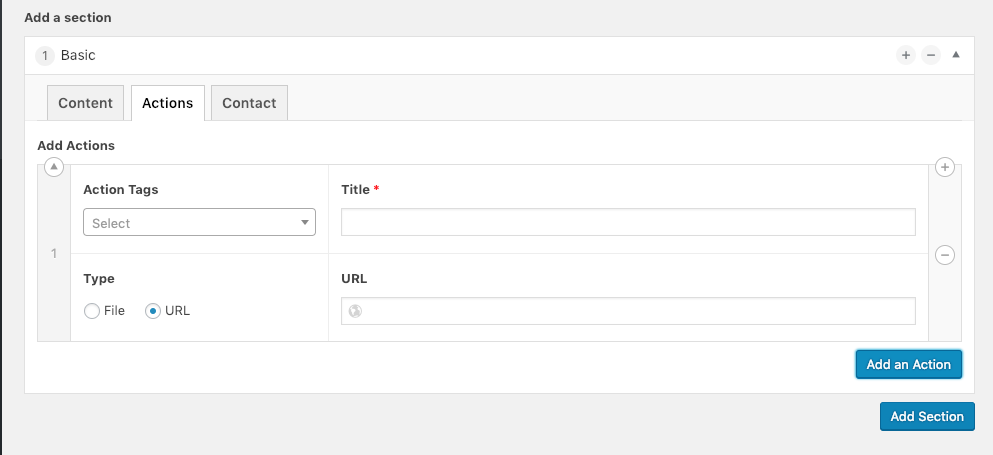 Add a section
1 Basic
Content Actions Contact
Add Actions
Action Tags Title *
Select
1
Type URL
File URL
Add an Action
Add Section